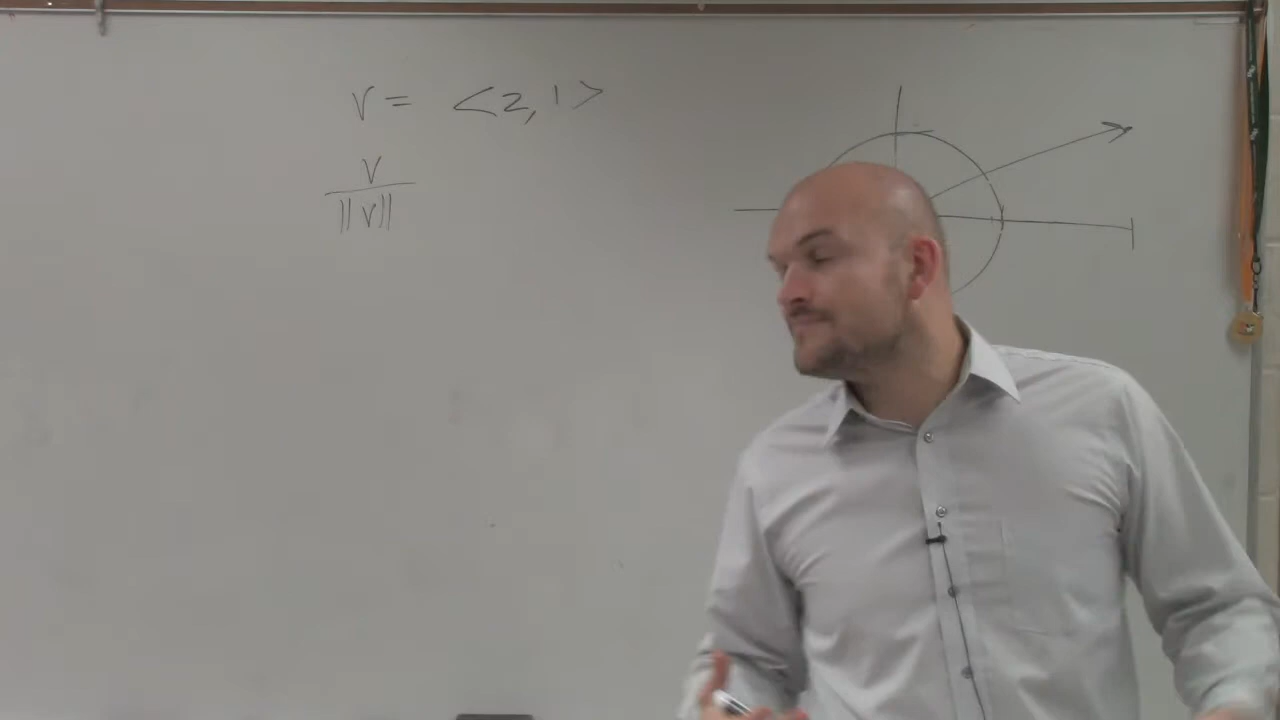 v = <2, 1>
v
||v||